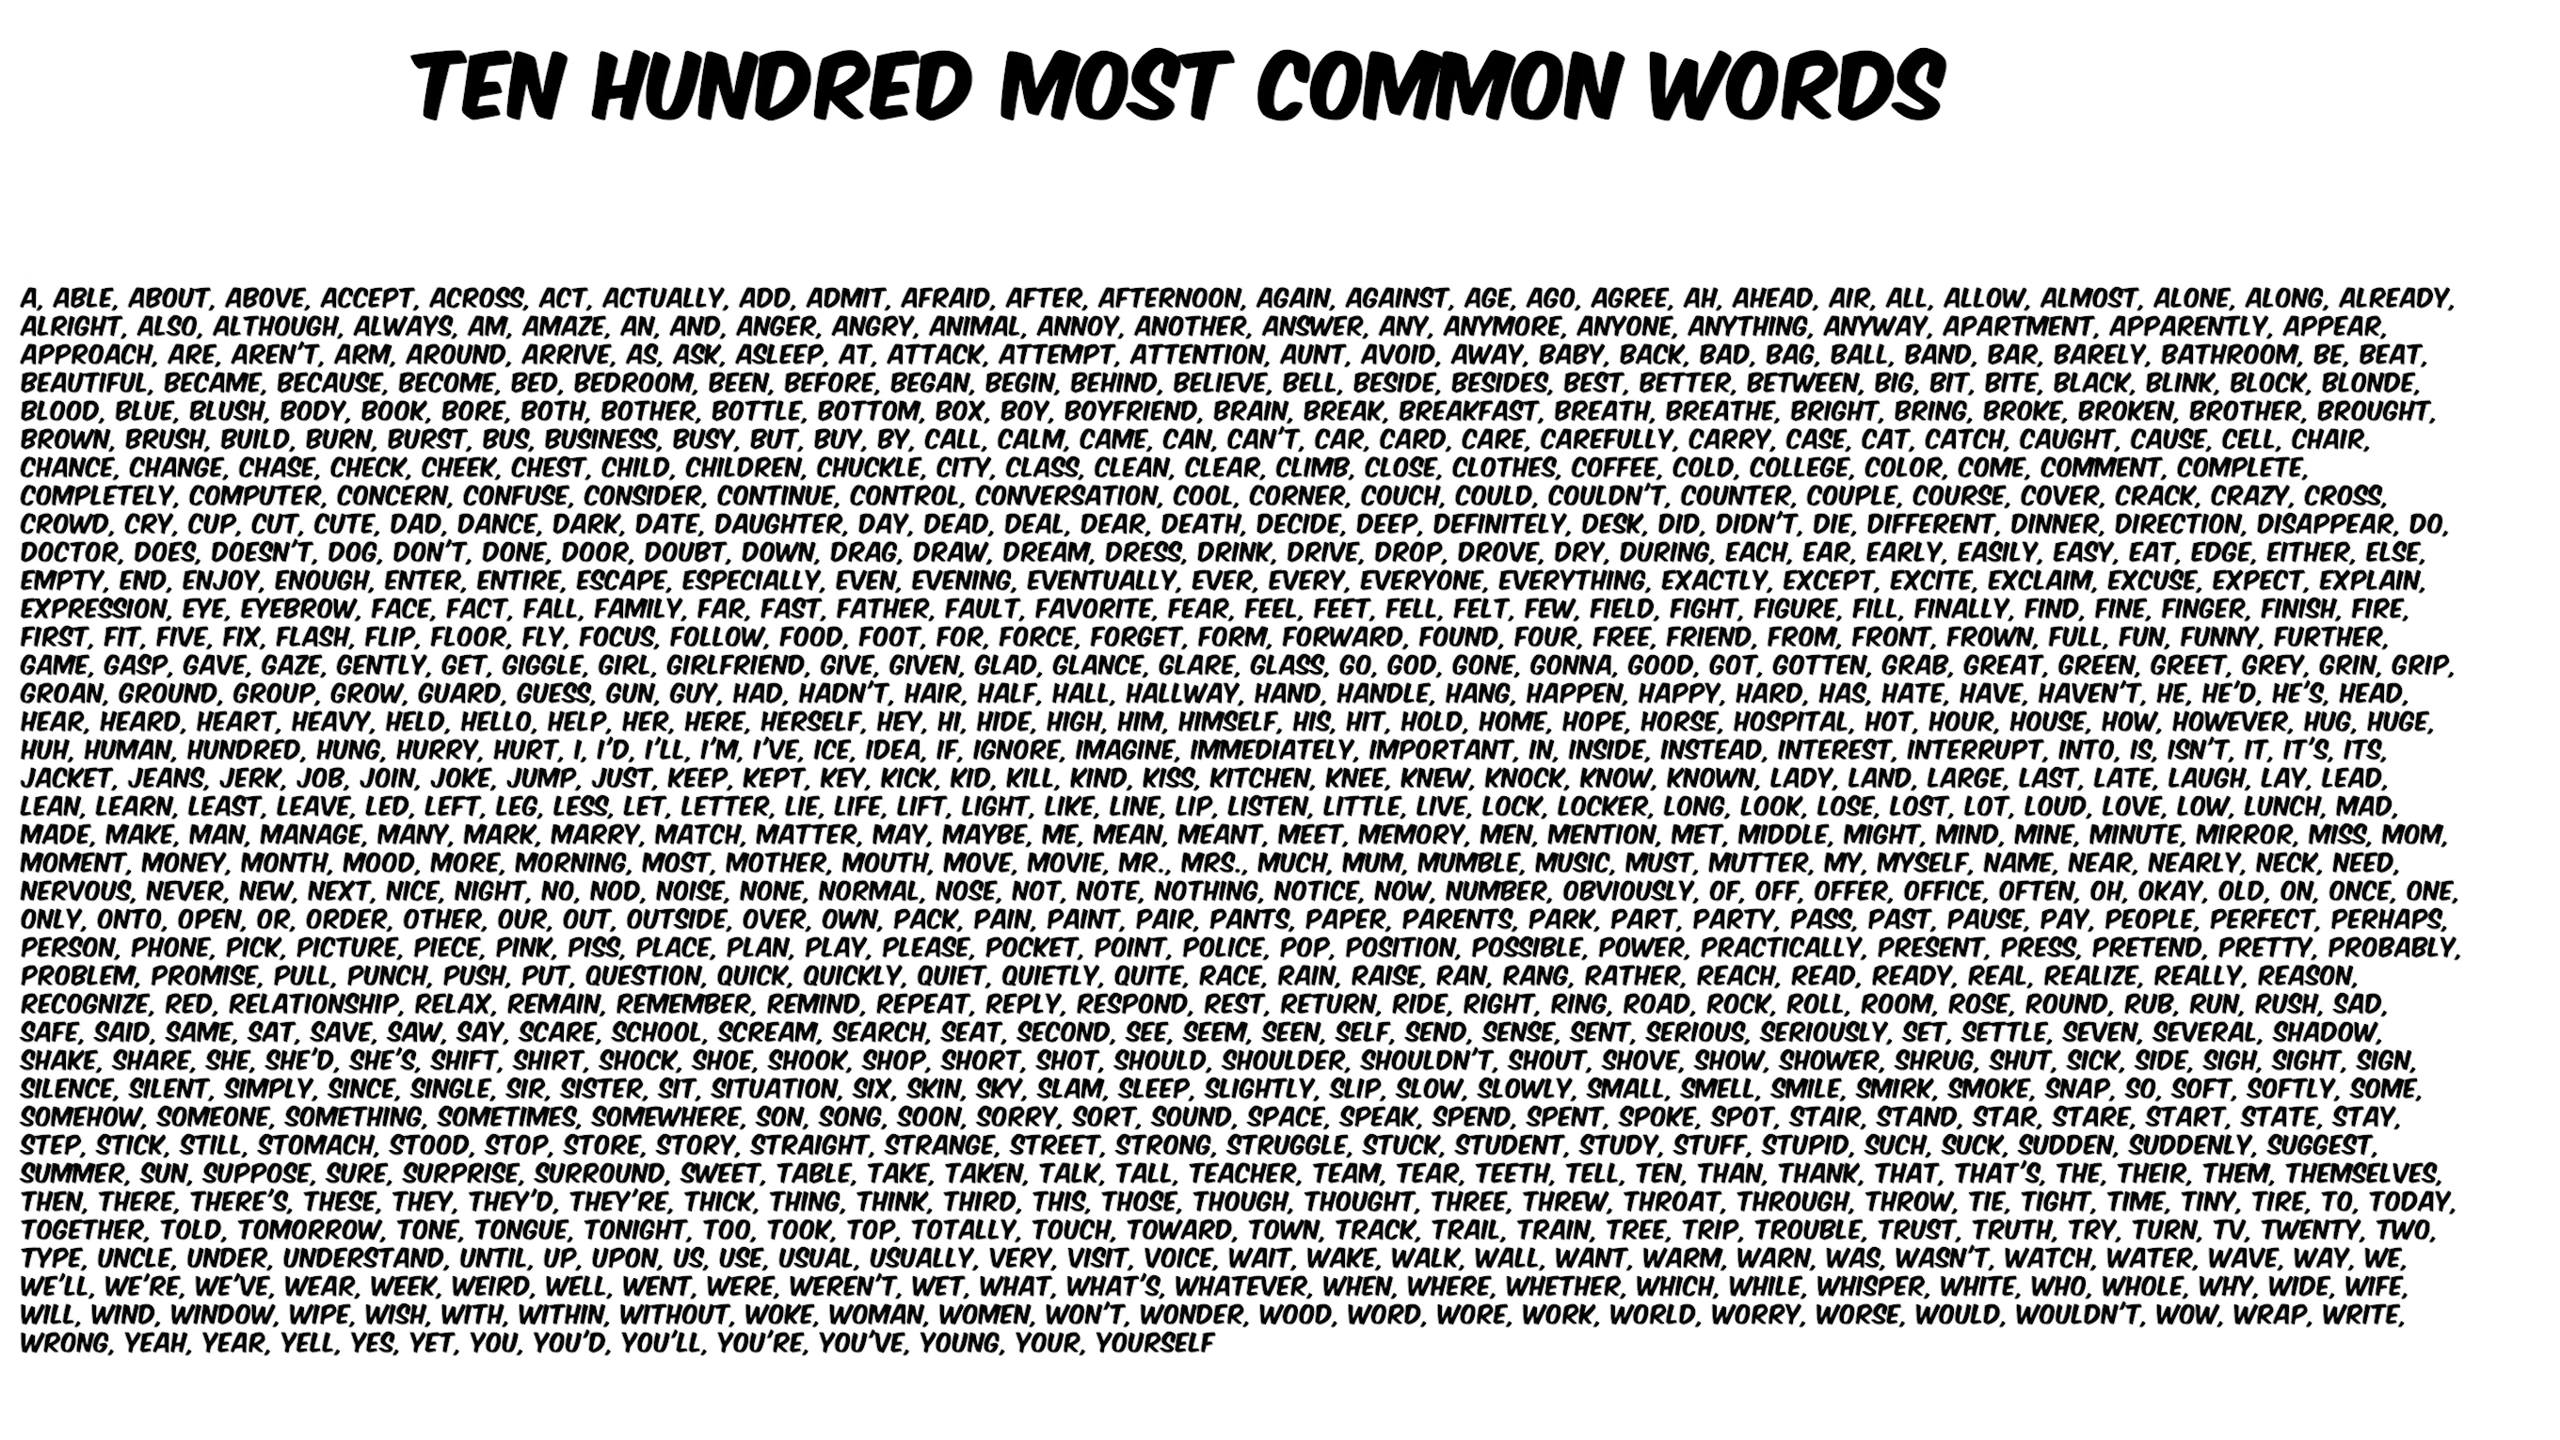 TEN HUNDRED MOST COMMON WORDS
A, ABLE, ABOUT, ABOVE, ACCEPT, ACROSS, ACT, ACTUALLY, ADD, ADMIT, AFRAID, AFTER, AFTERNOON, AGAIN, AGAINST, AGE, AGO, AGREE, AH, AHEAD, AIR, ALL, ALLOW, ALMOST, ALONE, ALONG, ALREADY,
ALRIGHT, ALSO, ALTHOUGH, ALWAYS, AM, AMAZE, AN, AND, ANGER, ANGRY, ANIMAL, ANNOY, ANOTHER, ANSWER, ANY, ANYMORE, ANYONE, ANYTHING, ANYWAY, APARTMENT, APPARENTLY, APPEAR,
APPROACH, ARE, AREN'T, ARM, AROUND, ARRIVE, AS, ASK, ASLEEP, AT, ATTACK, ATTEMPT, ATTENTION, AUNT, AVOID, AWAY, BABY, BACK, BAD, BAG, BALL, BAND, BAR, BARELY, BATHROOM, BE, BEAT,
BEAUTIFUL, BECAME, BECAUSE, BECOME, BED, BEDROOM, BEEN, BEFORE, BEGAN, BEGIN, BEHIND, BELIEVE, BELL, BESIDE, BESIDES, BEST, BETTER, BETWEEN, BIG, BIT, BITE, BLACK, BLINK, BLOCK, BLONDE,
BLOOD, BLUE, BLUSH, BODY, BOOK, BORE, BOTH, BOTHER, BOTTLE, BOTTOM, BOX, BOY, BOYFRIEND, BRAIN, BREAK, BREAKFAST, BREATH, BREATHE, BRIGHT, BRING, BROKE, BROKEN, BROTHER, BROUGHT,
BROWN, BRUSH, BUILD, BURN, BURST, BUS, BUSINESS, BUSY, BUT, BUY, BY, CALL, CALM, CAME, CAN, CAN'T, CAR, CARD, CARE, CAREFULLY, CARRY, CASE, CAT, CATCH, CAUGHT, CAUSE, CELL, CHAIR,
CHANCE, CHANGE, CHASE, CHECK, CHEEK, CHEST, CHILD, CHILDREN, CHUCKLE, CITY, CLASS, CLEAN, CLEAR, CLIMB, CLOSE, CLOTHES, COFFEE, COLD, COLLEGE, COLOR, COME, COMMENT, COMPLETE,
COMPLETELY, COMPUTER, CONCERN, CONFUSE, CONSIDER, CONTINUE, CONTROL, CONVERSATION, COOL, CORNER, COUCH, COULD, COULDN'T, COUNTER, COUPLE, COURSE, COVER, CRACK, CRAZY, CROSS,
CROWD, CRY, CUP, CUT, CUTE, DAD, DANCE, DARK, DATE, DAUGHTER, DAY, DEAD, DEAL, DEAR, DEATH, DECIDE, DEEP, DEFINITELY, DESK, DID, DIDN'T, DIE, DIFFERENT, DINNER, DIRECTION, DISAPPEAR, DO,
DOCTOR, DOES, DOESN'T, DOG, DON'T, DONE, DOOR, DOUBT, DOWN, DRAG, DRAW, DREAM, DRESS, DRINK, DRIVE, DROP, DROVE, DRY, DURING, EACH, EAR, EARLY, EASILY, EASY, EAT, EDGE, EITHER, ELSE,
EMPTY, END, ENJOY, ENOUGH, ENTER, ENTIRE, ESCAPE, ESPECIALLY, EVEN, EVENING, EVENTUALLY, EVER, EVERY, EVERYONE, EVERYTHING, EXACTLY, EXCEPT, EXCITE, EXCLAIM, EXCUSE, EXPECT, EXPLAIN,
EXPRESSION, EYE, EYEBROW, FACE, FACT, FALL, FAMILY, FAR, FAST, FATHER, FAULT, FAVORITE, FEAR, FEEL, FEET, FELL, FELT, FEW, FIELD, FIGHT, FIGURE, FILL, FINALLY, FIND, FINE, FINGER, FINISH, FIRE,
FIRST, FIT, FIVE, FIX, FLASH, FLIP, FLOOR, FLY, FOCUS, FOLLOW, FOOD, FOOT, FOR, FORCE, FORGET, FORM, FORWARD, FOUND, FOUR, FREE, FRIEND, FROM, FRONT, FROWN, FULL, FUN, FUNNY, FURTHER,
GAME, GASP, GAVE, GAZE, GENTLY, GET, GIGGLE, GIRL, GIRLFRIEND, GIVE, GIVEN, GLAD, GLANCE, GLARE, GLASS, GO, GOD, GONE, GONNA, GOOD, GOT, GOTTEN, GRAB, GREAT, GREEN, GREET, GREY, GRIN, GRIP,
GROAN, GROUND, GROUP, GROW, GUARD, GUESS, GUN, GUY, HAD, HADN'T, HAIR, HALF, HALL, HALLWAY, HAND, HANDLE, HANG, HAPPEN, HAPPY, HARD, HAS, HATE, HAVE, HAVEN'T, HE, HE'D, HE'S, HEAD,
HEAR, HEARD, HEART, HEAVY, HELD, HELLO, HELP, HER, HERE, HERSELF, HEY, HI, HIDE, HIGH, HIM, HIMSELF, HIS, HIT, HOLD, HOME, HOPE, HORSE, HOSPITAL, HOT, HOUR, HOUSE, HOW, HOWEVER, HUG, HUGE,
HUH, HUMAN, HUNDRED, HUNG, HURRY, HURT, I, I'D, I'LL, I'M, I'VE, ICE, IDEA, IF, IGNORE, IMAGINE, IMMEDIATELY, IMPORTANT, IN, INSIDE, INSTEAD, INTEREST, INTERRUPT, INTO, IS, ISN'T, IT, IT'S, ITS,
JACKET, JEANS, JERK, JOB, JOIN, JOKE, JUMP, JUST, KEEP, KEPT, KEY, KICK, KID, KILL, KIND, KISS, KITCHEN, KNEE, KNEW, KNOCK, KNOW, KNOWN, LADY, LAND, LARGE, LAST, LATE, LAUGH, LAY, LEAD,
LEAN, LEARN, LEAST, LEAVE, LED, LEFT, LEG, LESS, LET, LETTER, LIE, LIFE, LIFT, LIGHT, LIKE, LINE, LIP, LISTEN, LITTLE, LIVE, LOCK, LOCKER, LONG, LOOK, LOSE, LOST, LOT, LOUD, LOVE, LOW, LUNCH, MAD,
MADE, MAKE, MAN, MANAGE, MANY, MARK, MARRY, MATCH, MATTER, MAY, MAYBE, ME, MEAN, MEANT, MEET, MEMORY, MEN, MENTION, MET, MIDDLE, MIGHT, MIND, MINE, MINUTE, MIRROR, MISS, MOM,
MOMENT, MONEY, MONTH, MOOD, MORE, MORNING, MOST, MOTHER, MOUTH, MOVE, MOVIE, MR., MRS., MUCH, MUM, MUMBLE, MUSIC, MUST, MUTTER, MY, MYSELF, NAME, NEAR, NEARLY, NECK, NEED,
NERVOUS, NEVER, NEW, NEXT, NICE, NIGHT, NO, NOD, NOISE, NONE, NORMAL, NOSE, NOT, NOTE, NOTHING, NOTICE, NOW, NUMBER, OBVIOUSLY, OF, OFF, OFFER, OFFICE, OFTEN, OH, OKAY, OLD, ON, ONCE, ONE,
ONLY, ONTO, OPEN, OR, ORDER, OTHER, OUR, OUT, OUTSIDE, OVER, OWN, PACK, PAIN, PAINT, PAIR, PANTS, PAPER, PARENTS, PARK, PART, PARTY, PASS, PAST, PAUSE, PAY, PEOPLE, PERFECT, PERHAPS,
PERSON, PHONE, PICK, PICTURE, PIECE, PINK, PISS, PLACE, PLAN, PLAY, PLEASE, POCKET, POINT, POLICE, POP, POSITION, POSSIBLE, POWER, PRACTICALLY, PRESENT, PRESS, PRETEND, PRETTY, PROBABLY,
PROBLEM, PROMISE, PULL, PUNCH, PUSH, PUT, QUESTION, QUICK, QUICKLY, QUIET, QUIETLY, QUITE, RACE, RAIN, RAISE, RAN, RANG, RATHER, REACH, READ, READY, REAL, REALIZE, REALLY, REASON,
RECOGNIZE, RED, RELATIONSHIP, RELAX, REMAIN, REMEMBER, REMIND, REPEAT, REPLY, RESPOND, REST, RETURN, RIDE, RIGHT, RING, ROAD, ROCK, ROLL, ROOM, ROSE, ROUND, RUB, RUN, RUSH, SAD,
SAFE, SAID, SAME, SAT, SAVE, SAW, SAY, SCARE, SCHOOL, SCREAM, SEARCH, SEAT, SECOND, SEE, SEEM, SEEN, SELF, SEND, SENSE, SENT, SERIOUS, SERIOUSLY, SET, SETTLE, SEVEN, SEVERAL, SHADOW,
SHAKE, SHARE, SHE, SHE'D, SHE'S, SHIFT, SHIRT, SHOCK, SHOE, SHOOK, SHOP, SHORT, SHOT, SHOULD, SHOULDER, SHOULDN'T, SHOUT, SHOVE, SHOW, SHOWER, SHRUG, SHUT, SICK, SIDE, SIGH, SIGHT, SIGN,
SILENCE, SILENT, SIMPLY, SINCE, SINGLE, SIR, SISTER, SIT, SITUATION, SIX, SKIN, SKY, SLAM, SLEEP, SLIGHTLY, SLIP, SLOW, SLOWLY, SMALL, SMELL, SMILE, SMIRK, SMOKE, SNAP, SO, SOFT, SOFTLY, SOME,
SOMEHOW, SOMEONE, SOMETHING, SOMETIMES, SOMEWHERE, SON, SONG, SOON, SORRY, SORT, SOUND, SPACE, SPEAK, SPEND, SPENT, SPOKE, SPOT, STAIR, STAND, STAR, STARE, START, STATE, STAY,
STEP, STICK, STILL, STOMACH, STOOD, STOP, STORE, STORY, STRAIGHT, STRANGE, STREET, STRONG, STRUGGLE, STUCK, STUDENT, STUDY, STUFF, STUPID, SUCH, SUCK, SUDDEN, SUDDENLY, SUGGEST,
SUMMER, SUN, SUPPOSE, SURE, SURPRISE, SURROUND, SWEET, TABLE, TAKE, TAKEN, TALK, TALL, TEACHER, TEAM, TEAR, TEETH, TELL, TEN, THAN, THANK, THAT, THAT'S, THE, THEIR, THEM, THEMSELVES,
THEN, THERE, THERE'S, THESE, THEY, THEY'D, THEY'RE, THICK, THING, THINK, THIRD, THIS, THOSE, THOUGH, THOUGHT, THREE, THREW, THROAT, THROUGH, THROW, TIE, TIGHT, TIME, TINY, TIRE, TO, TODAY,
TOGETHER, TOLD, TOMORROW, TONE, TONGUE, TONIGHT, TOO, TOOK, TOP, TOTALLY, TOUCH, TOWARD, TOWN, TRACK, TRAIL, TRAIN, TREE, TRIP, TROUBLE, TRUST, TRUTH, TRY, TURN, TV, TWENTY, TWO,
TYPE, UNCLE, UNDER, UNDERSTAND, UNTIL, UP, UPON, US, USE, USUAL, USUALLY, VERY, VISIT, VOICE, WAIT, WAKE, WALK, WALL, WANT, WARM, WARN, WAS, WASN'T, WATCH, WATER, WAVE, WAY, WE,
WE'LL, WE'RE, WE'VE, WEAR, WEEK, WEIRD, WELL, WENT, WERE, WEREN'T, WET, WHAT, WHAT'S, WHATEVER, WHEN, WHERE, WHETHER, WHICH, WHILE, WHISPER, WHITE, WHO, WHOLE, WHY, WIDE, WIFE,
WILL, WIND, WINDOW, WIPE, WISH, WITH, WITHIN, WITHOUT, WOKE, WOMAN, WOMEN, WON'T, WONDER, WOOD, WORD, WORE, WORK, WORLD, WORRY, WORSE, WOULD, WOULDN'T, WOW, WRAP, WRITE,
WRONG, YEAH, YEAR, YELL, YES, YET, YOU, YOU'D, YOU'LL, YOU'RE, YOU'VE, YOUNG, YOUR, YOURSELF